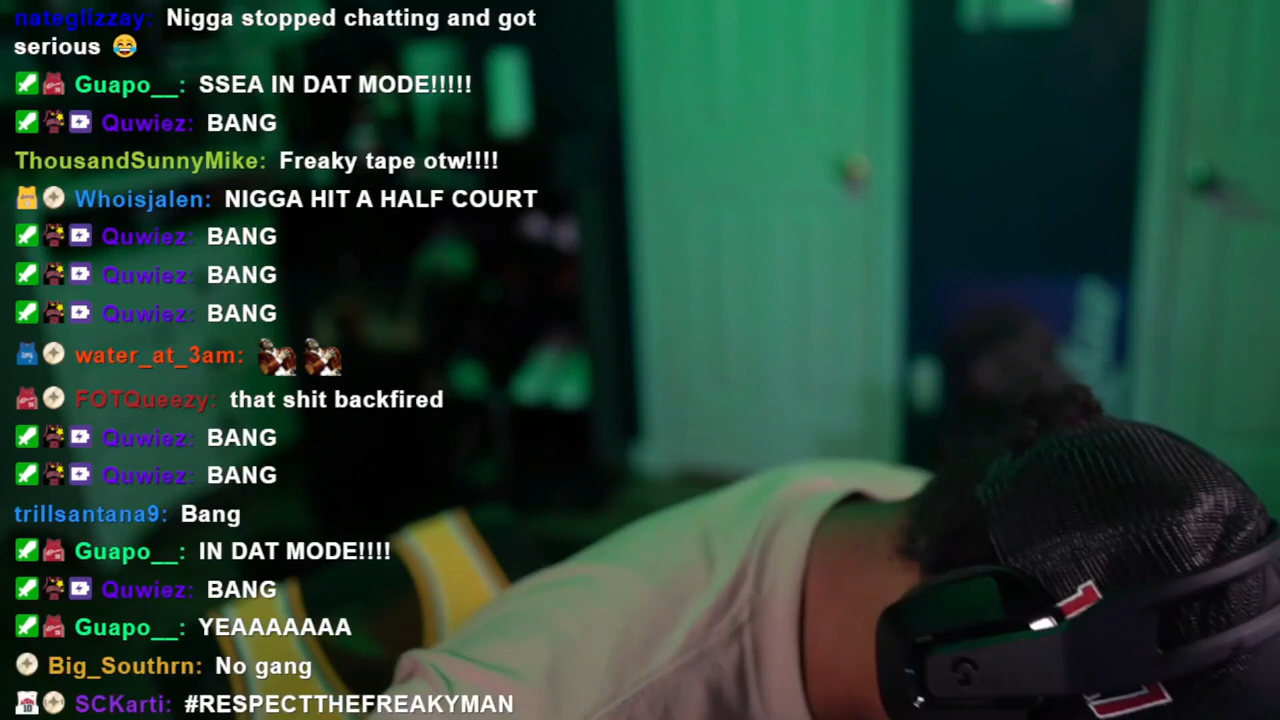 nateglizzay: Nigga stopped chatting and got
serious 😂
Guapo__: SSEA IN DAT MODE!!!!!
Quwiez: BANG
ThousandSunnyMike: Freaky tape otw!!!!
Whoisjalen: NIGGA HIT A HALF COURT
Quwiez: BANG
Quwiez: BANG
Quwiez: BANG
water_at_3am:
FOTQueezy: that shit backfired
Quwiez: BANG
Quwiez: BANG
trillsantana9: Bang
Guapo__: IN DAT MODE!!!!
Quwiez: BANG
Guapo__: YEAAAAAAA
Big_Southrn: No gang
SCKarti: #RESPECTTHEFREAKYMAN